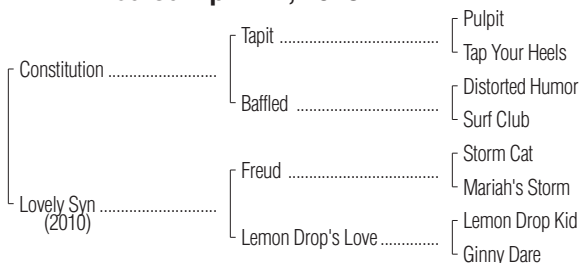 Pulpit
Tapit ......................................................
Tap Your Heels
Constitution .....................................
Distorted Humor
Baffled ................................................
Surf Club
Storm Cat
Freud ...................................................
Mariah's Storm
Lovely Syn ........................................
(2010)
Lemon Drop Kid
Lemon Drop's Love ....................
Ginny Dare